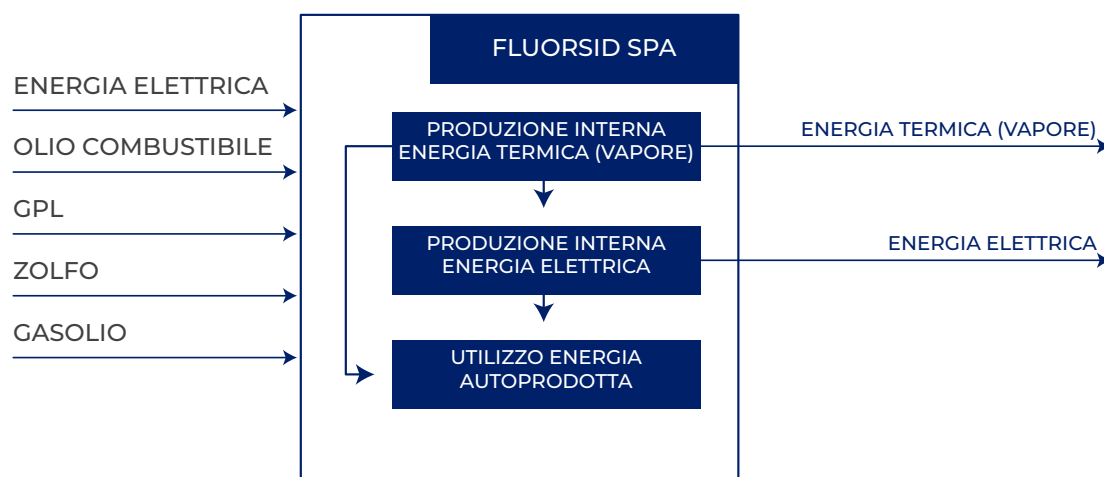 FLUORSID SPA
ENERGIA ELETTRICA
OLIO COMBUSTIBILE
GPL
ZOLFO
GASOLIO
PRODUZIONE INTERNA
ENERGIA TERMICA (VAPORE)
PRODUZIONE INTERNA
ENERGIA ELETTRICA
UTILIZZO ENERGIA
AUTOPRODOTTA
ENERGIA TERMICA (VAPORE)
ENERGIA ELETTRICA